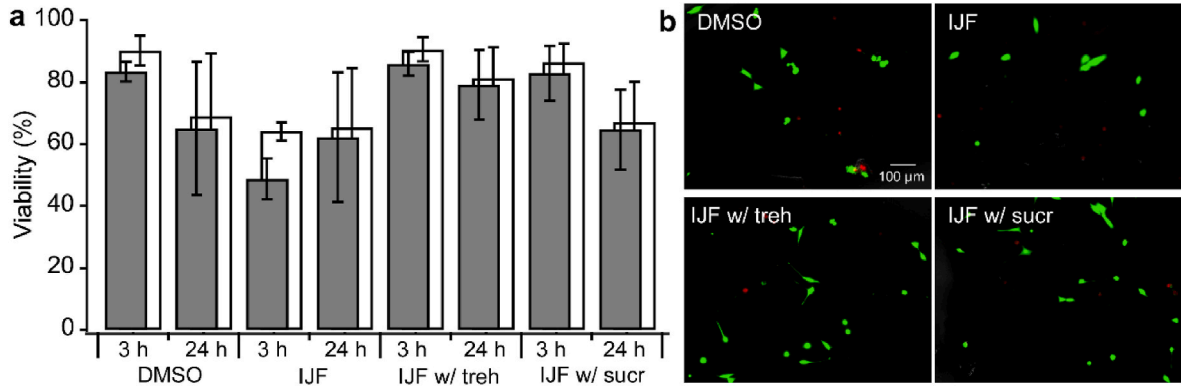 a
Viability (%)
100
80
60
40
20
0
3 h 24 h 3 h 24 h 3 h 24 h 3 h 24 h
DMSO IJF IJF w/ treh IJF w/ sucr
b
DMSO
IJF
100 µm
IJF w/ treh
IJF w/ sucr